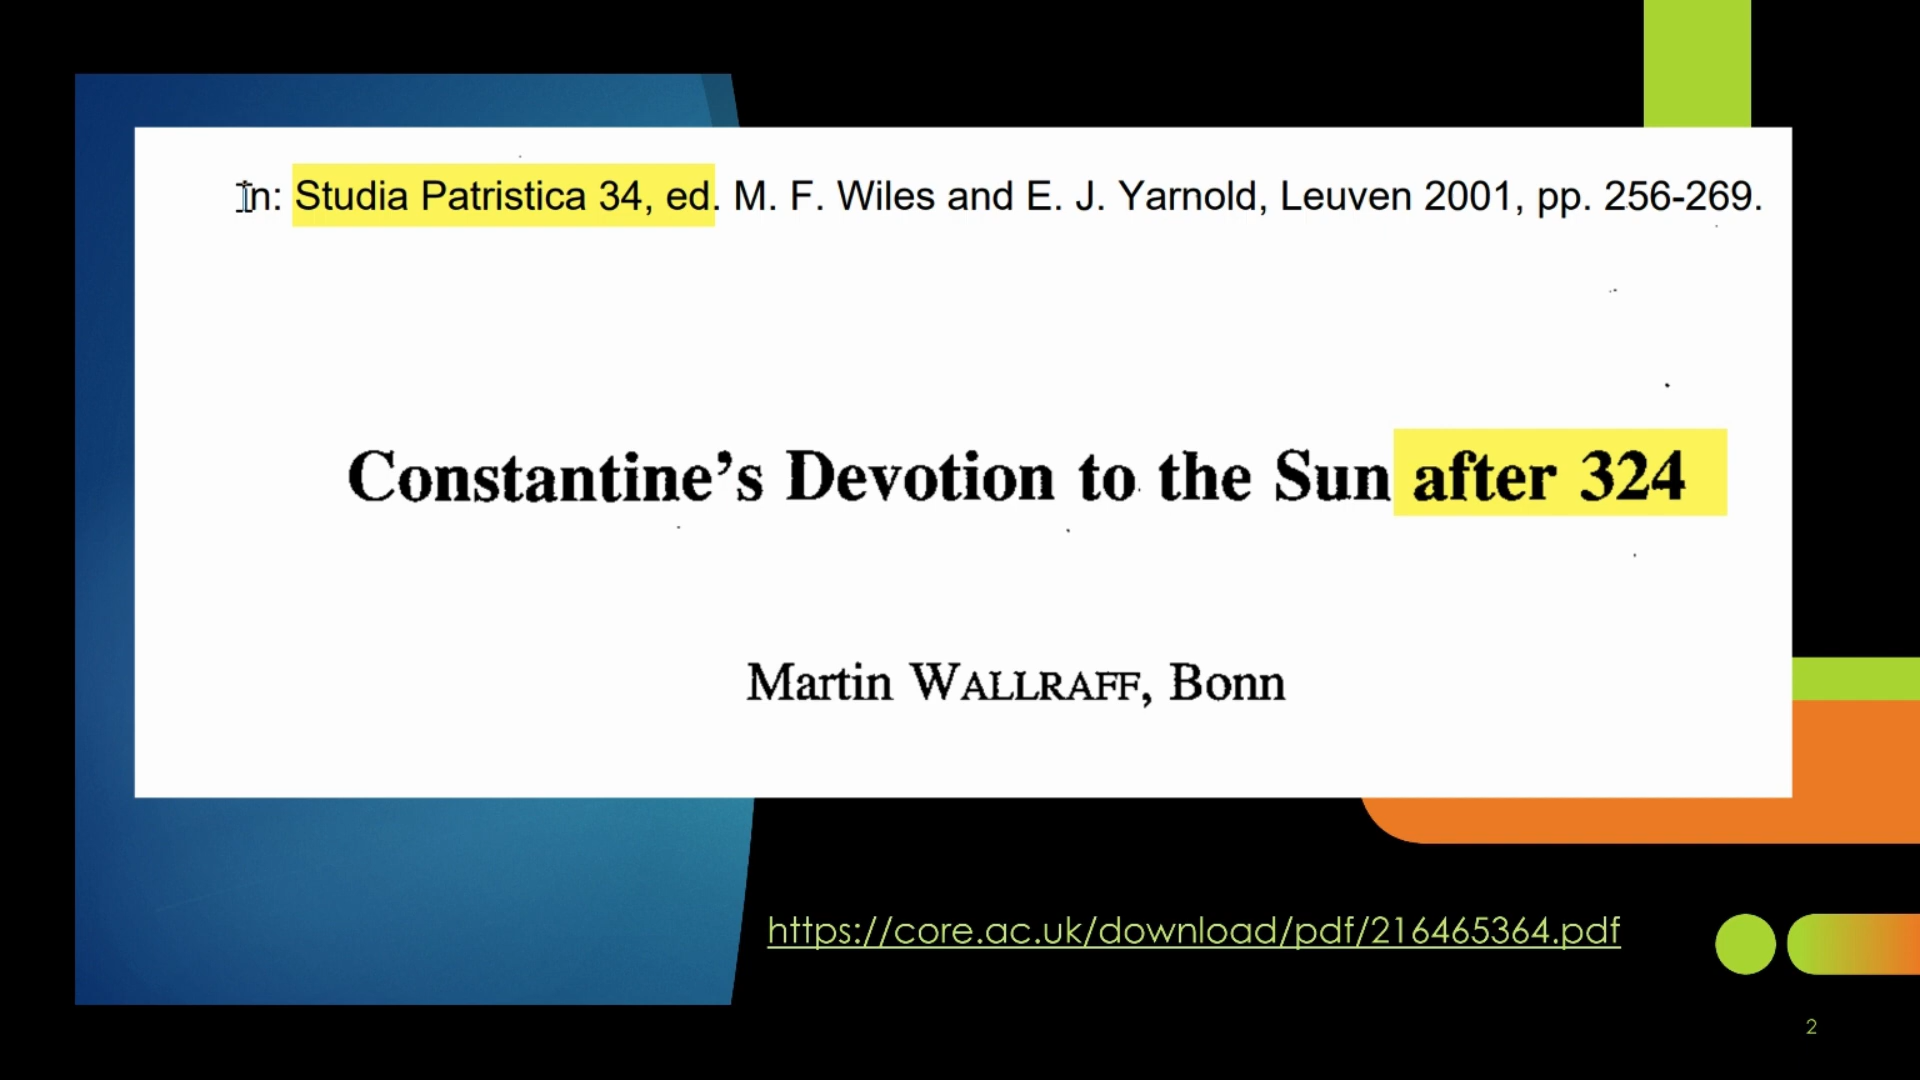 In: Studia Patristica 34, ed. M. F. Wiles and E. J. Yarnold, Leuven 2001, pp. 256-269.
Constantine's Devotion to the Sun after 324
Martin WALLRAFF, Bonn
https://core.ac.uk/download/pdf/216465364.pdf
2